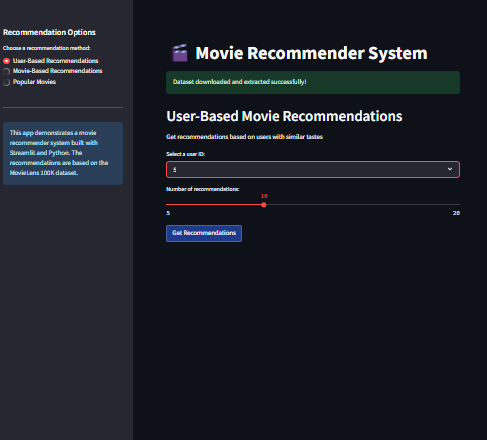 Recommendation Options
Choose a recommendation method:
User-Based Recommendations
Movie-Based Recommendations
Popular Movies
This app demonstrates a movie
recommender system built with
Streamlit and Python. The
recommendations are based on the
MovieLens 100K dataset.
Movie Recommender System
Dataset downloaded and extracted successfully!
User-Based Movie Recommendations
Get recommendations based on users with similar tastes
Select a user ID:
5
Number of recommendations:
10
5 20
Get Recommendations